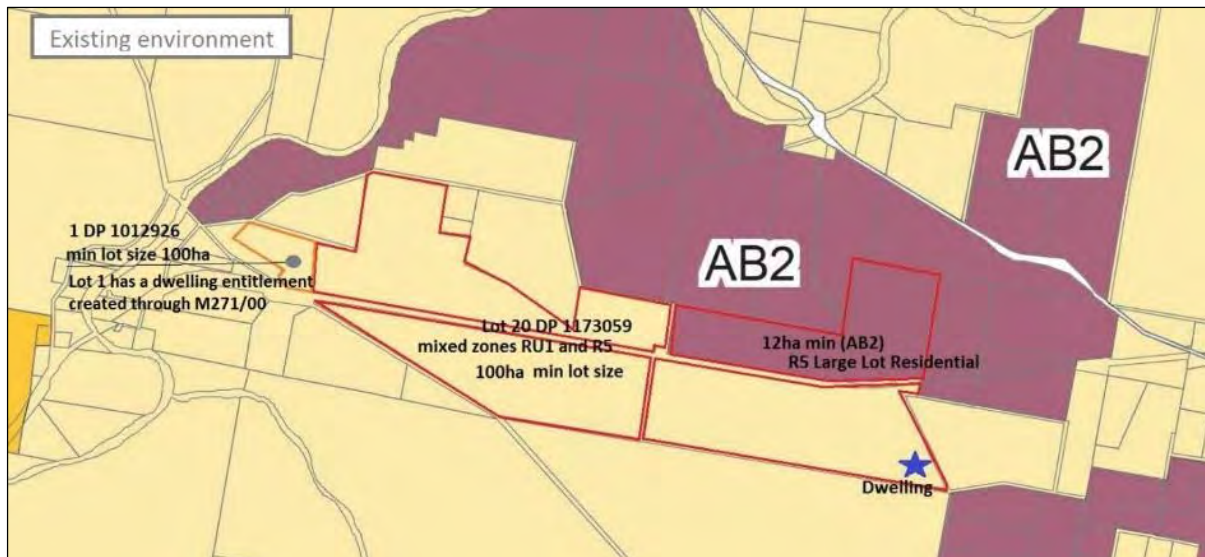 Existing environment
AB2
1 DP 1012926
min lot size 100ha
Lot 1 has a dwelling entitlement
created through M271/00
AB2
Lot 20 DP 1173059
mixed zones RU1 and R5
100ha min lot size
12ha min (AB2)
R5 Large Lot Residential
Dwelling